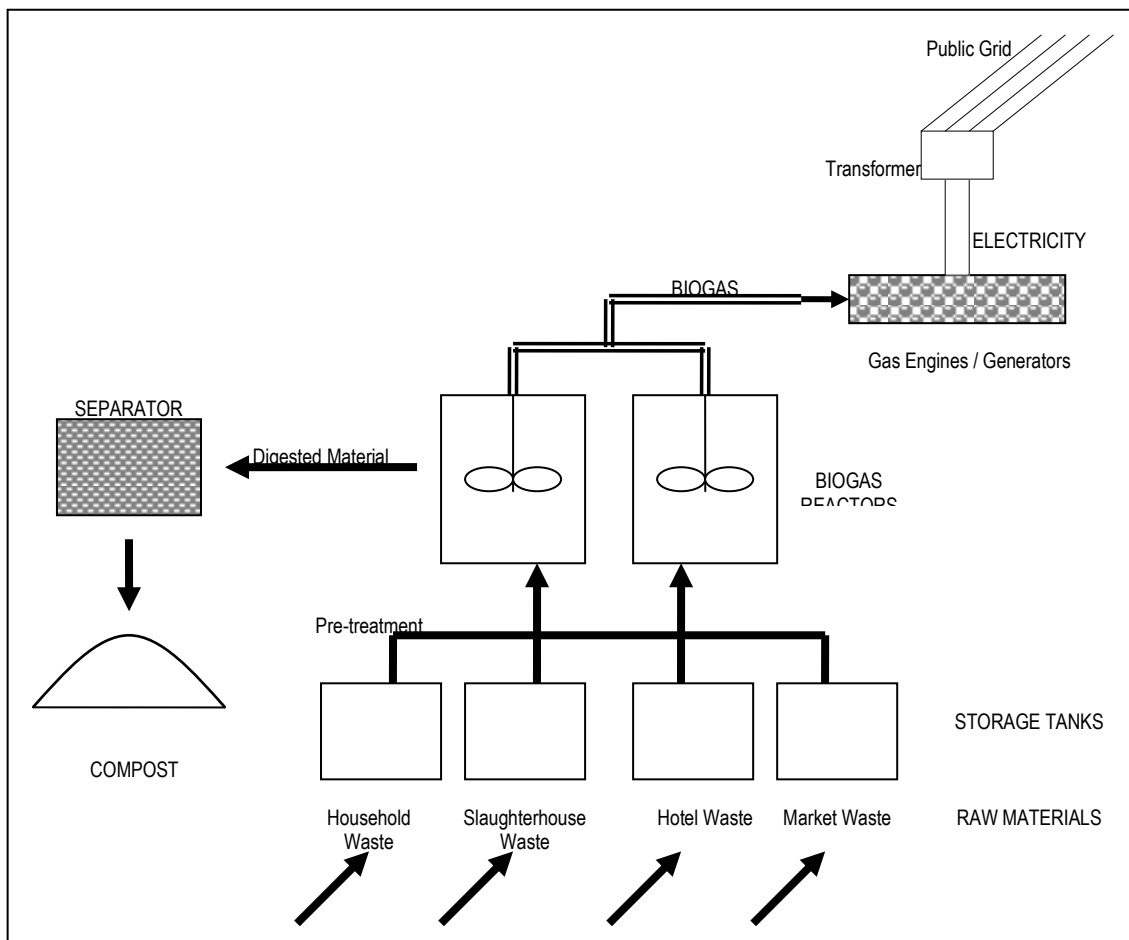 Public Grid
Transformer
ELECTRICITY
BIOGAS
Gas Engines / Generators
SEPARATOR
Digested Material
BIOGAS
REACTORS
Pre-treatment
STORAGE TANKS
COMPOST
Household
Waste
Slaughterhouse
Waste
Hotel Waste
Market Waste
RAW MATERIALS